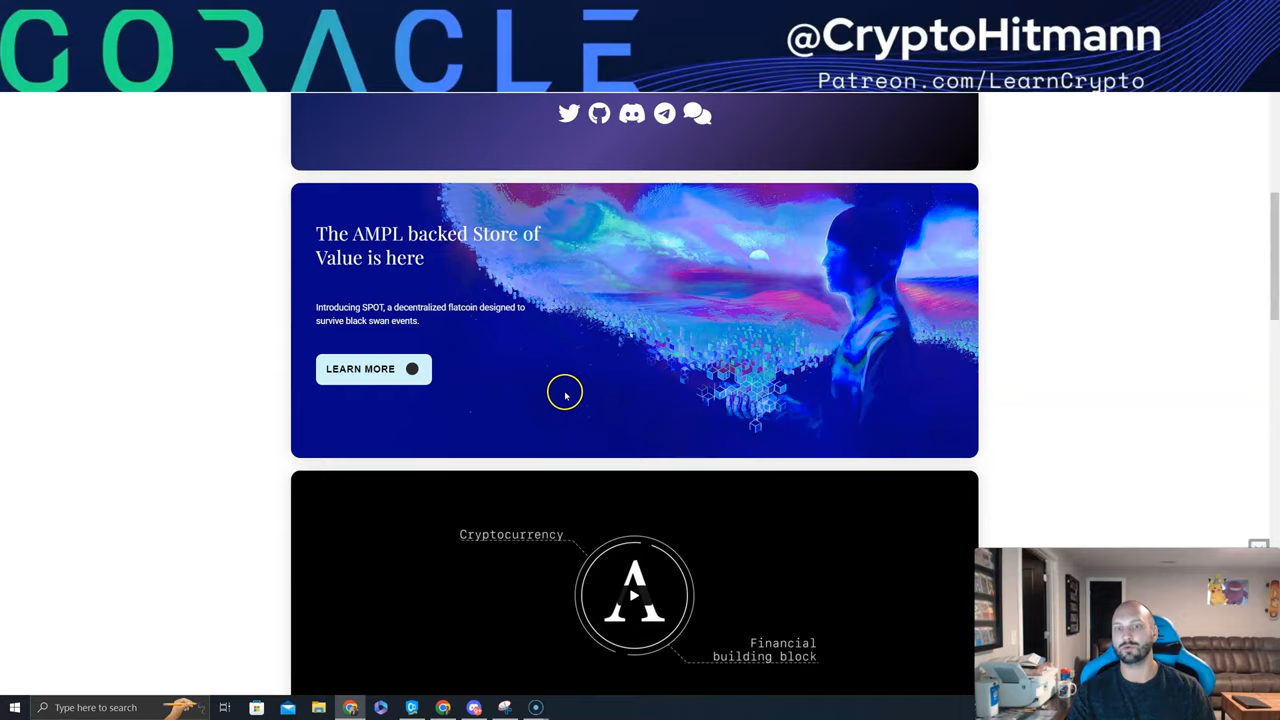 GORACLE
@CryptoHitmann
Patreon.com/LearnCrypto
The AMPL backed Store of
Value is here
Introducing SPOT, a decentralized flatcoin designed to
survive black swan events.
LEARN MORE
Cryptocurrency
A
Financial
building block
Type here to search